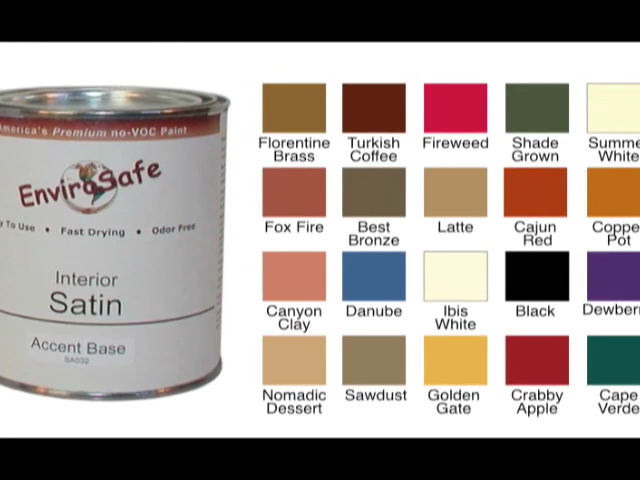 America's Premium no-VOC Paint
EnviroSafe
To Use • Fast Drying • Odor Free
Interior
Satin
Accent Base
SA032
Florentine Brass
Turkish Coffee
Fireweed
Shade Grown
Summe
White
Fox Fire
Best Bronze
Latte
Cajun Red
Coppe
Pot
Canyon Clay
Danube
Ibis White
Black
Dewber
Nomadic Dessert
Sawdust
Golden Gate
Crabby Apple
Cape
Verde